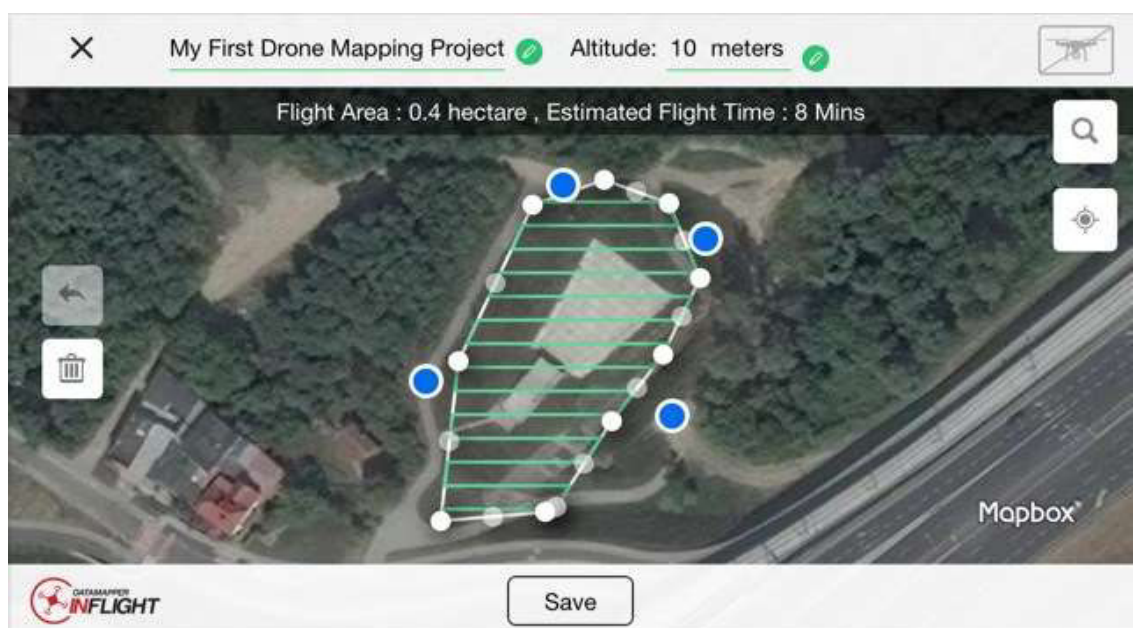 My First Drone Mapping Project Altitude: 10 meters
Flight Area : 0.4 hectare , Estimated Flight Time : 8 Mins
Mapbox
DATAMAPPER
INFLIGHT
Save